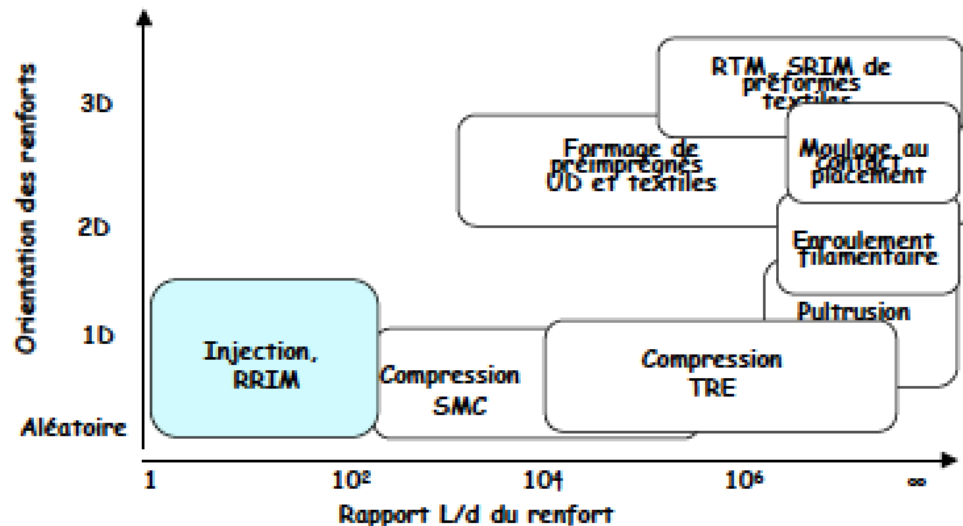 Orientation des renforts
3D
2D
1D
Aléatoire
RTM, SRIM de
préformes
textiles
Formage de
préimprégnés
UD et textiles
Moulage au
contact
placement
Enroulement
filamentaire
Pultrusion
Injection,
RRIM
Compression
SMC
Compression
TRE
1
10²
10⁴
10⁶
∞
Rapport L/d du renfort